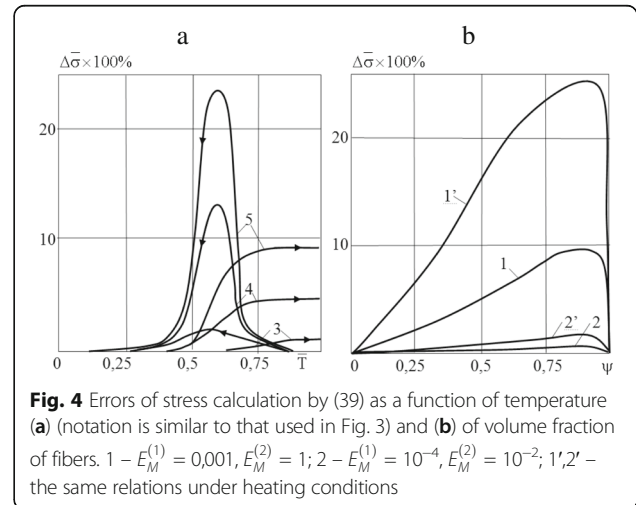 a b
Δσ̅×100% Δσ̅×100%
20 20
10 10
5
4
3
1'
1
2' 2
0 0,25 0,5 0,75 T̅ 0 0,25 0,5 0,75 ψ
Fig. 4 Errors of stress calculation by (39) as a function of temperature
(a) (notation is similar to that used in Fig. 3) and (b) of volume fraction
of fibers. 1 – E_M^(1) = 0,001, E_M^(2) = 1; 2 – E_M^(1) = 10^−4, E_M^(2) = 10^−2; 1′,2′ –
the same relations under heating conditions